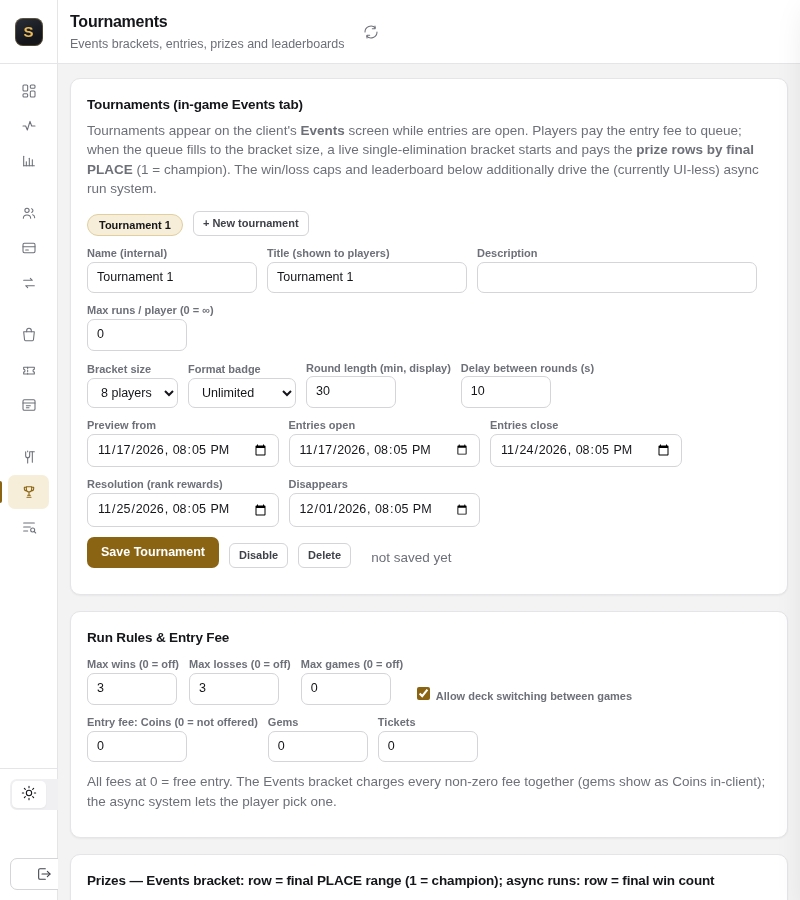 S
Tournaments
Events brackets, entries, prizes and leaderboards
Tournaments (in-game Events tab)
Tournaments appear on the client's Events screen while entries are open. Players pay the entry fee to queue;
when the queue fills to the bracket size, a live single-elimination bracket starts and pays the prize rows by final
PLACE (1 = champion). The win/loss caps and leaderboard below additionally drive the (currently UI-less) async
run system.
Tournament 1 + New tournament
Name (internal) Title (shown to players) Description
Tournament 1 Tournament 1
Max runs / player (0 = ∞)
0
Bracket size Format badge Round length (min, display) Delay between rounds (s)
8 players Unlimited 30 10
Preview from Entries open Entries close
11/17/2026, 08:05 PM 11/17/2026, 08:05 PM 11/24/2026, 08:05 PM
Resolution (rank rewards) Disappears
11/25/2026, 08:05 PM 12/01/2026, 08:05 PM
Save Tournament Disable Delete not saved yet
Run Rules & Entry Fee
Max wins (0 = off) Max losses (0 = off) Max games (0 = off)
3 3 0 Allow deck switching between games
Entry fee: Coins (0 = not offered) Gems Tickets
0 0 0
All fees at 0 = free entry. The Events bracket charges every non-zero fee together (gems show as Coins in-client);
the async system lets the player pick one.
Prizes — Events bracket: row = final PLACE range (1 = champion); async runs: row = final win count